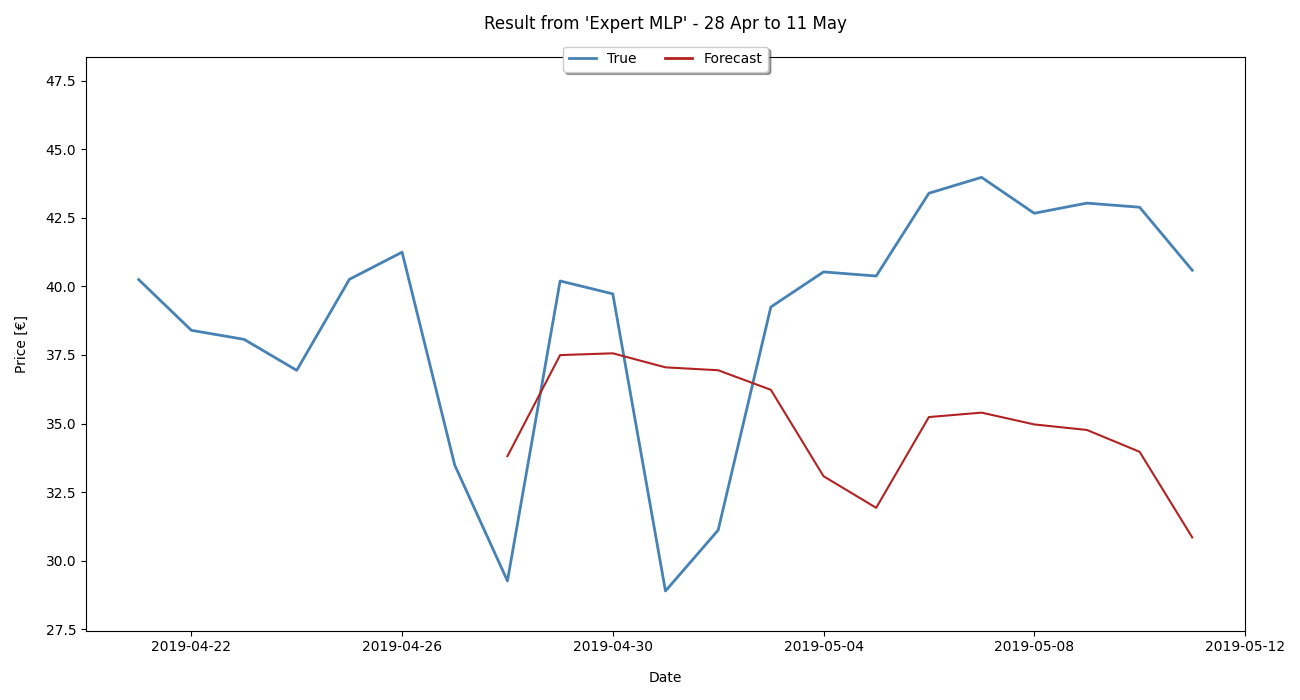 Result from 'Expert MLP' - 28 Apr to 11 May
True Forecast
47.5
45.0
42.5
40.0
37.5
35.0
32.5
30.0
27.5
Price [€]
2019-04-22 2019-04-26 2019-04-30 2019-05-04 2019-05-08 2019-05-12
Date